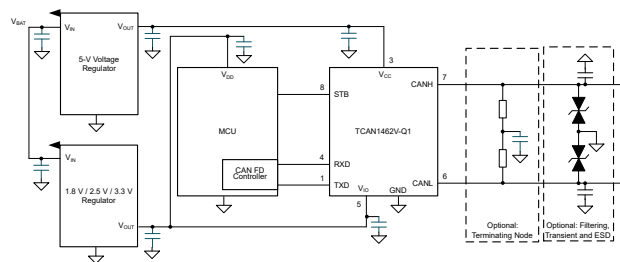 VBAT
VIN
VOUT
5-V Voltage
Regulator
VDD
MCU
CAN FD
Controller
8
STB
3
VCC
CANH
7
TCAN1462V-Q1
4
RXD
1
TXD
VIO
5
GND
CANL
6
VIN
1.8 V / 2.5 V / 3.3 V
Regulator
VOUT
Optional:
Terminating Node
Optional: Filtering,
Transient and ESD